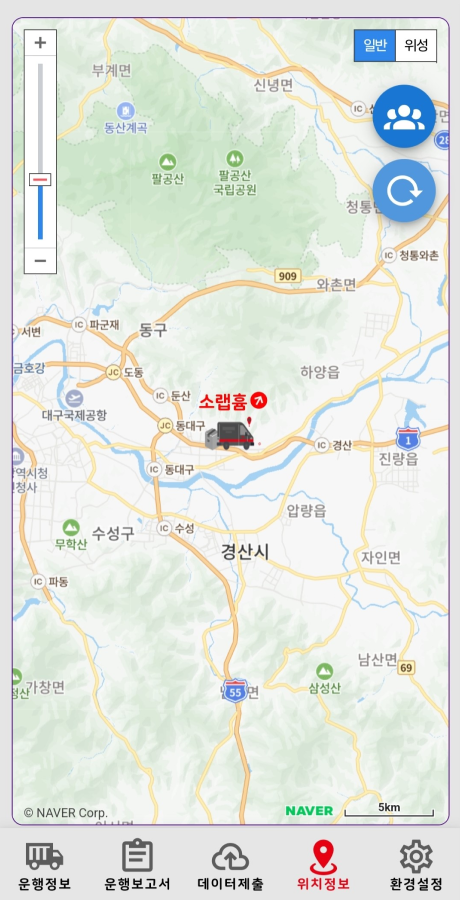 일반 위성
부계면
신녕면
IC
동산계곡
팔공산
팔공산
국립공원
28
청통
IC 청통와촌
909
와촌면
IC 서변
IC 파군재
동구
금호강
JC 도동
하양읍
IC 둔산
소랩홈
대구국제공항
JC 동대구
1
IC 경산
진량읍
IC 동대구
역시청
청사
압량읍
무학산
수성구
IC 수성
경산시
자인면
IC 파동
남산면
69
가창면
55
면
삼성산
© NAVER Corp.
NAVER
5km
운행정보 운행보고서 데이터제출 위치정보 환경설정